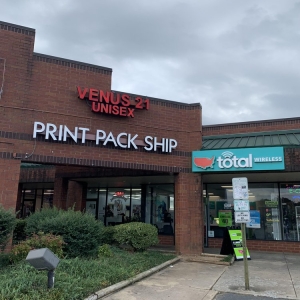 VENUS 21
UNISEX
PRINT PACK SHIP
total WIRELESS